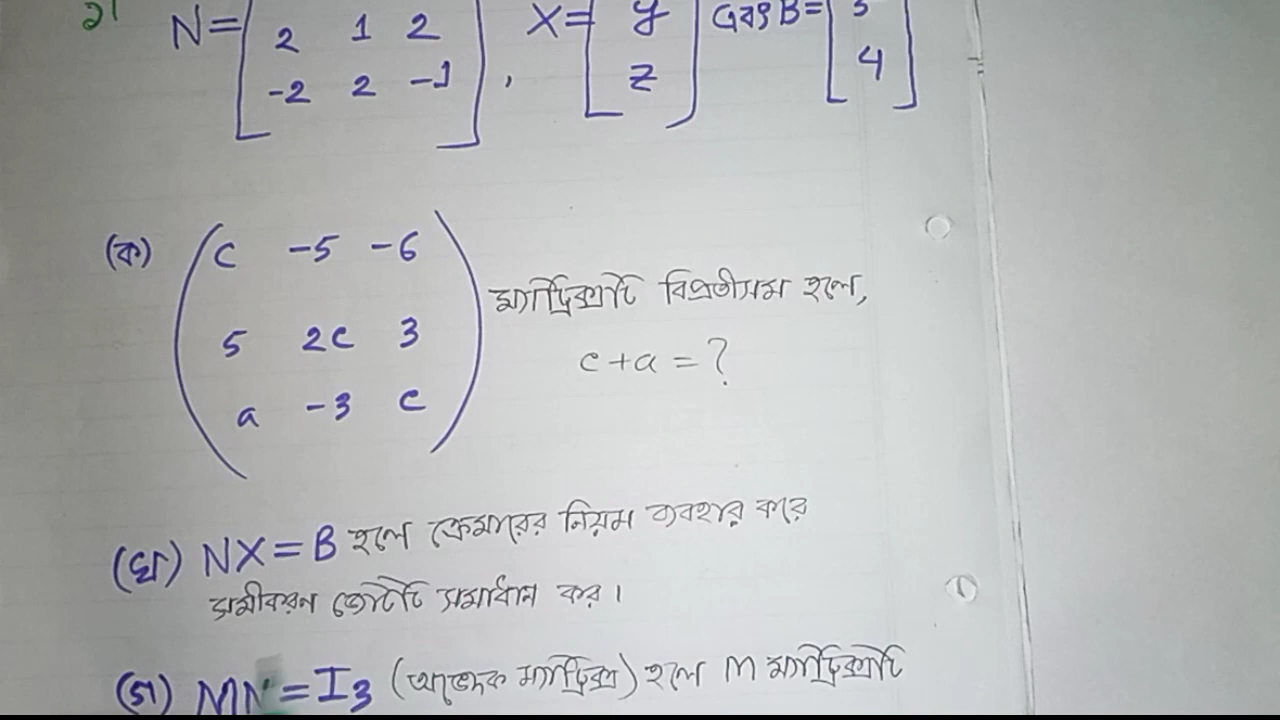 ২। N = [2 1 2 -2 2 -1], X = [y z] এবং B = [4]
(ক) (c -5 -6
5 2c 3
a -3 c) ম্যাট্রিক্সটি বিপ্রতীসম হলে,
c + a = ?
(খ) NX = B হলে ক্রেমারের নিয়ম ব্যবহার করে
সমীকরণ জোটটি সমাধান কর।
(গ) MN = I3 (অভেদক ম্যাট্রিক্স) হলে M ম্যাট্রিক্সটি